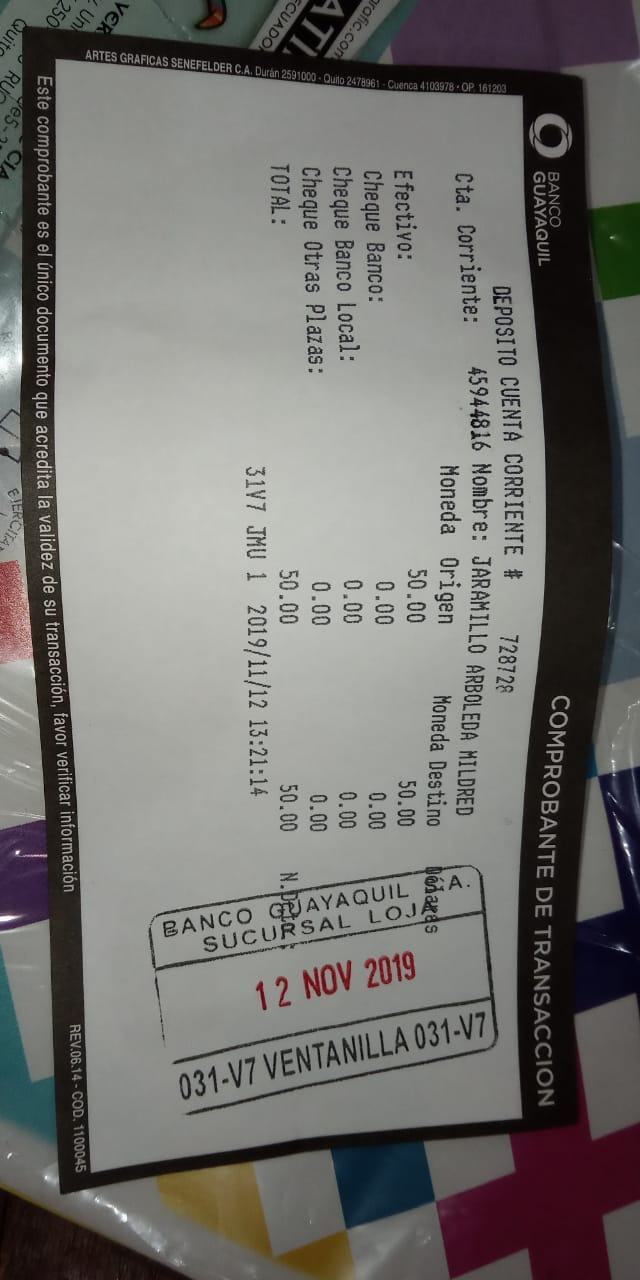 BANCO
GUAYAQUIL
COMPROBANTE DE TRANSACCION
DEPOSITO CUENTA CORRIENTE # 728728
Cta. Corriente: 45944816 Nombre: JARAMILLO ARBOLEDA MILDRED
Moneda Origen Moneda Destino Dólares
Efectivo: 50.00 50.00
Cheque Banco: 0.00 0.00
Cheque Banco Local: 0.00 0.00
Cheque Otras Plazas: 0.00 0.00
TOTAL: 50.00 50.00
31V7 JMU 1 2019/11/12 13:21:14
BANCO GUAYAQUIL A.
SUCURSAL LOJA
12 NOV 2019
031-V7 VENTANILLA 031-V7
ARTES GRAFICAS SENEFELDER C.A. Durán 2591000 - Quito 2478961 - Cuenca 4103978 - OP. 161203
Este comprobante es el único documento que acredita la validez de su transacción, favor verificar información
REV.06.14 - COD. 1100045